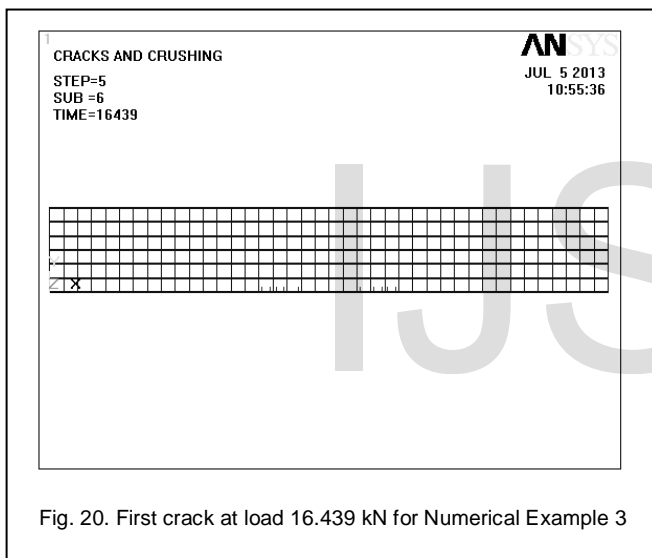 1
CRACKS AND CRUSHING
STEP=5
SUB =6
TIME=16439
ANSYS
JUL 5 2013
10:55:36
Y
Z X
IJS
Fig. 20. First crack at load 16.439 kN for Numerical Example 3